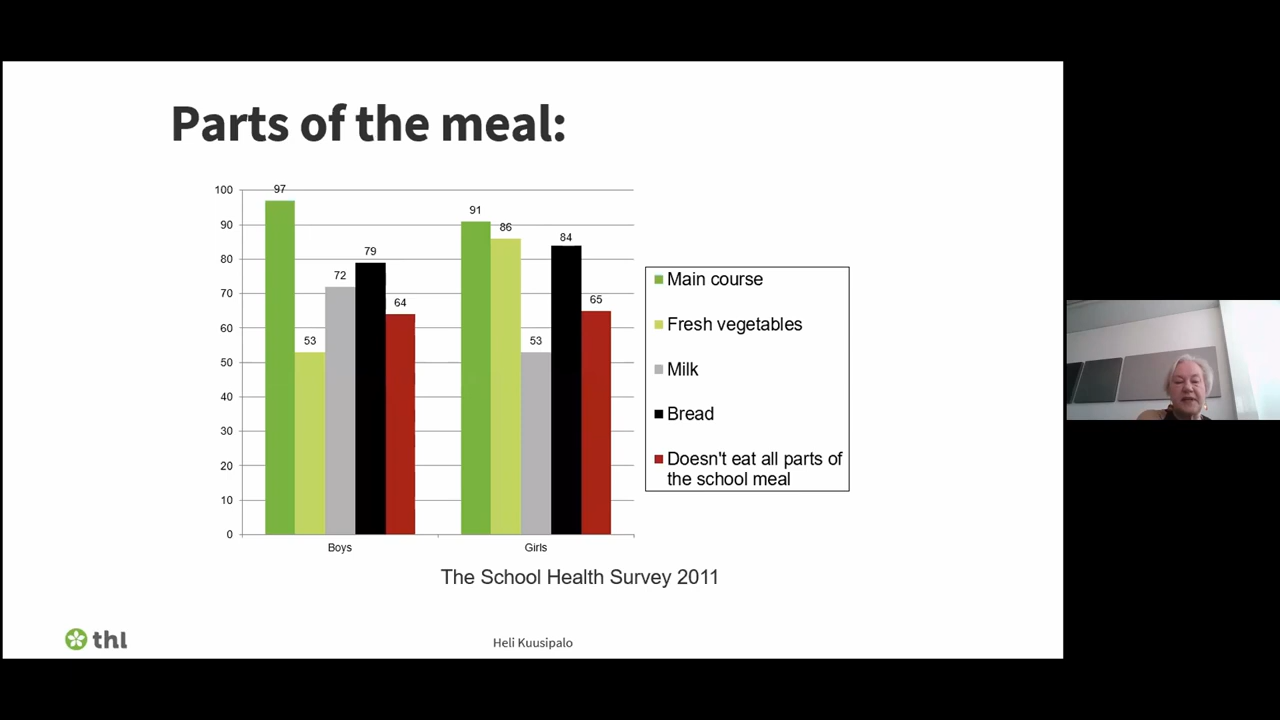 Parts of the meal:
100
90
80
70
60
50
40
30
20
10
0
97
53
72
79
64
91
86
53
84
65
Boys
Girls
Main course
Fresh vegetables
Milk
Bread
Doesn't eat all parts of
the school meal
The School Health Survey 2011
thl
Heli Kuusipalo